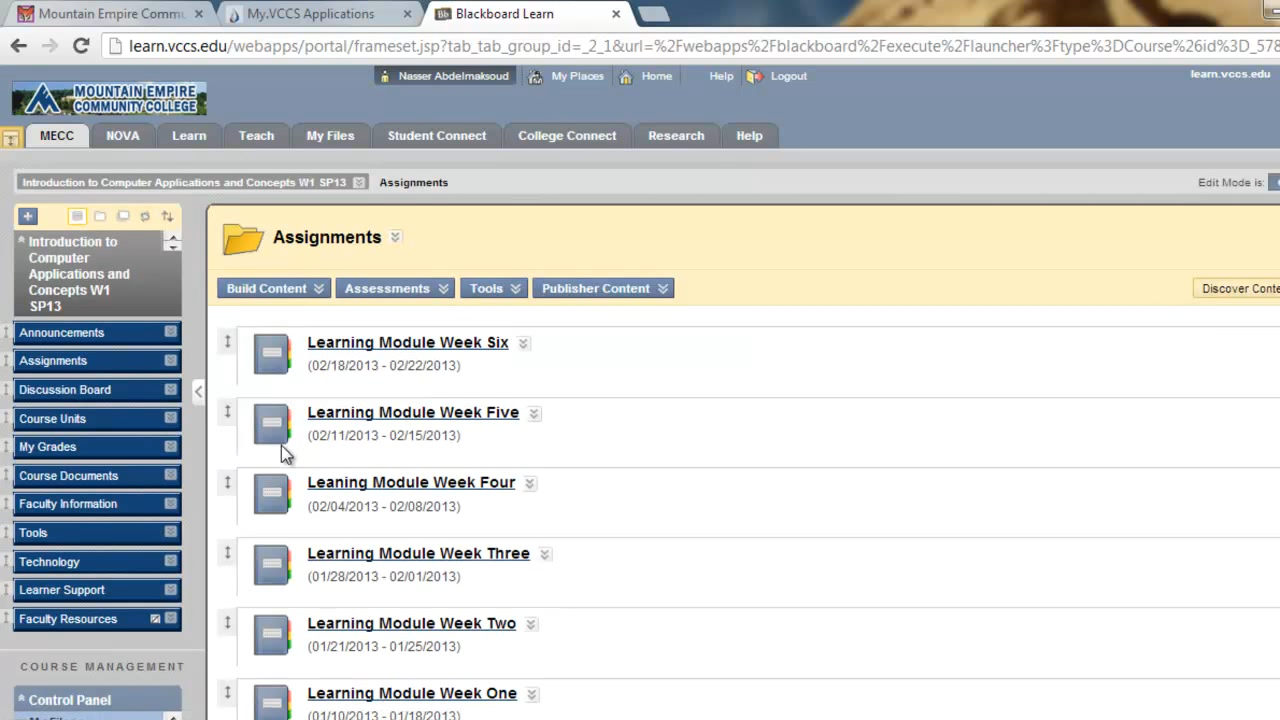 Mountain Empire Commu
My.VCCS Applications
Blackboard Learn
learn.vccs.edu/webapps/portal/frameset.jsp?tab_tab_group_id=_2_1&url=%2Fwebapps%2Fblackboard%2Fexecute%2Flauncher%3Ftype%3DCourse%26id%3D_578
Nasser Abdelmaksoud
My Places
Home
Help
Logout
learn.vccs.edu
MOUNTAIN EMPIRE
COMMUNITY COLLEGE
MECC
NOVA
Learn
Teach
My Files
Student Connect
College Connect
Research
Help
Introduction to Computer Applications and Concepts W1 SP13
Assignments
Edit Mode is:
Introduction to
Computer
Applications and
Concepts W1
SP13
Announcements
Assignments
Discussion Board
Course Units
My Grades
Course Documents
Faculty Information
Tools
Technology
Learner Support
Faculty Resources
COURSE MANAGEMENT
Control Panel
Assignments
Build Content
Assessments
Tools
Publisher Content
Discover Conte
Learning Module Week Six
(02/18/2013 - 02/22/2013)
Learning Module Week Five
(02/11/2013 - 02/15/2013)
Leaning Module Week Four
(02/04/2013 - 02/08/2013)
Learning Module Week Three
(01/28/2013 - 02/01/2013)
Learning Module Week Two
(01/21/2013 - 01/25/2013)
Learning Module Week One
(01/10/2013 - 01/18/2013)